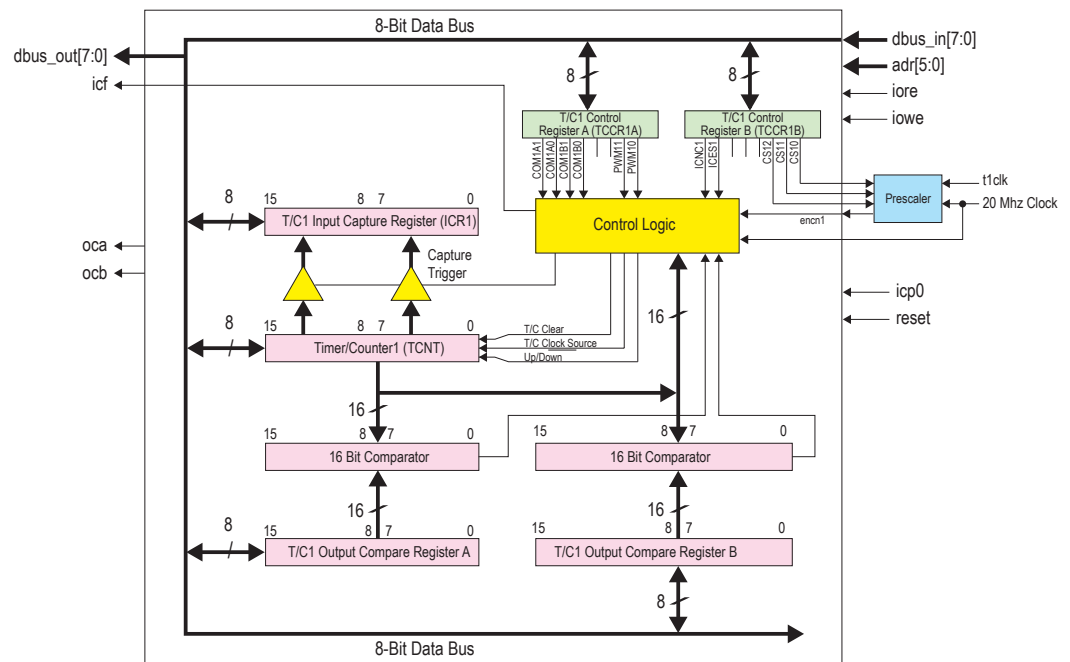 8-Bit Data Bus
dbus_out[7:0]
dbus_in[7:0]
adr[5:0]
icf
iore
iowe
8
8
T/C1 Control
Register A (TCCR1A)
T/C1 Control
Register B (TCCR1B)
COM1A1
COM1A0
COM1B1
COM1B0
PWM11
PWM10
ICNC1
ICES1
CS12
CS11
CS10
t1clk
Prescaler
20 Mhz Clock
encn1
8
15
8 7
0
T/C1 Input Capture Register (ICR1)
Control Logic
oca
ocb
Capture
Trigger
icp0
reset
16
8
15
8 7
0
Timer/Counter1 (TCNT)
T/C Clear
T/C Clock Source
Up/Down
16
15
8 7
0
16 Bit Comparator
15
8 7
0
16 Bit Comparator
16
16
8
15
8 7
0
T/C1 Output Compare Register A
15
8 7
0
T/C1 Output Compare Register B
8
8-Bit Data Bus